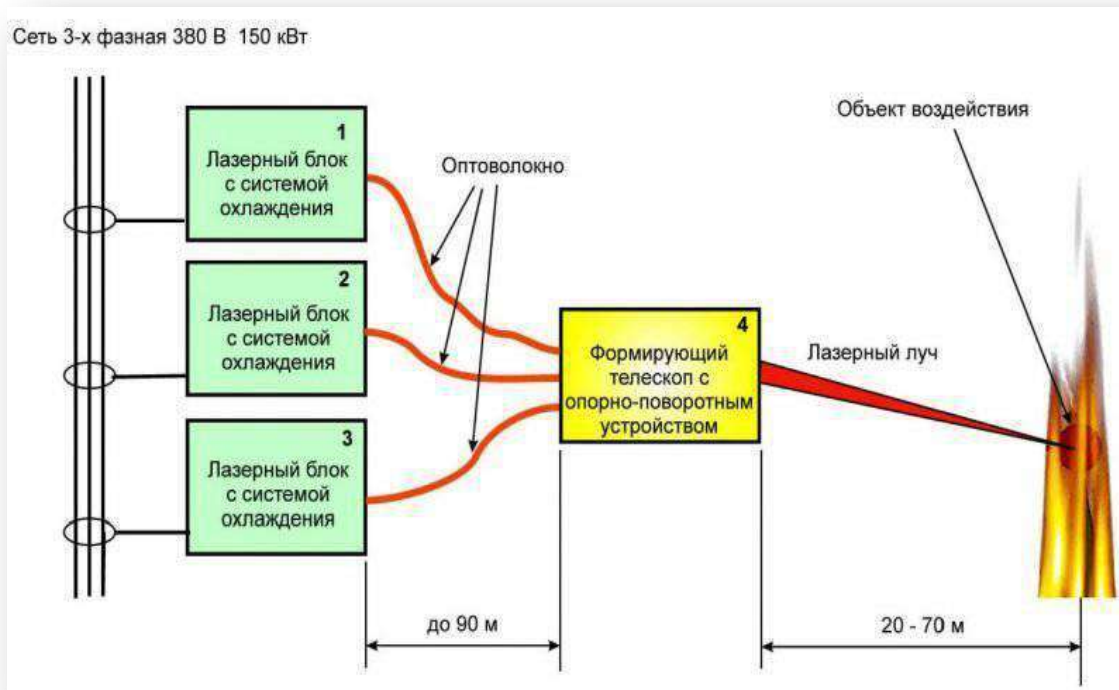 Сеть 3-х фазная 380 В 150 кВт
Объект воздействия
1
Лазерный блок
с системой
охлаждения
Оптоволокно
2
Лазерный блок
с системой
охлаждения
4
Формирующий
телескоп с
опорно-поворотным
устройством
Лазерный луч
3
Лазерный блок
с системой
охлаждения
до 90 м
20 - 70 м